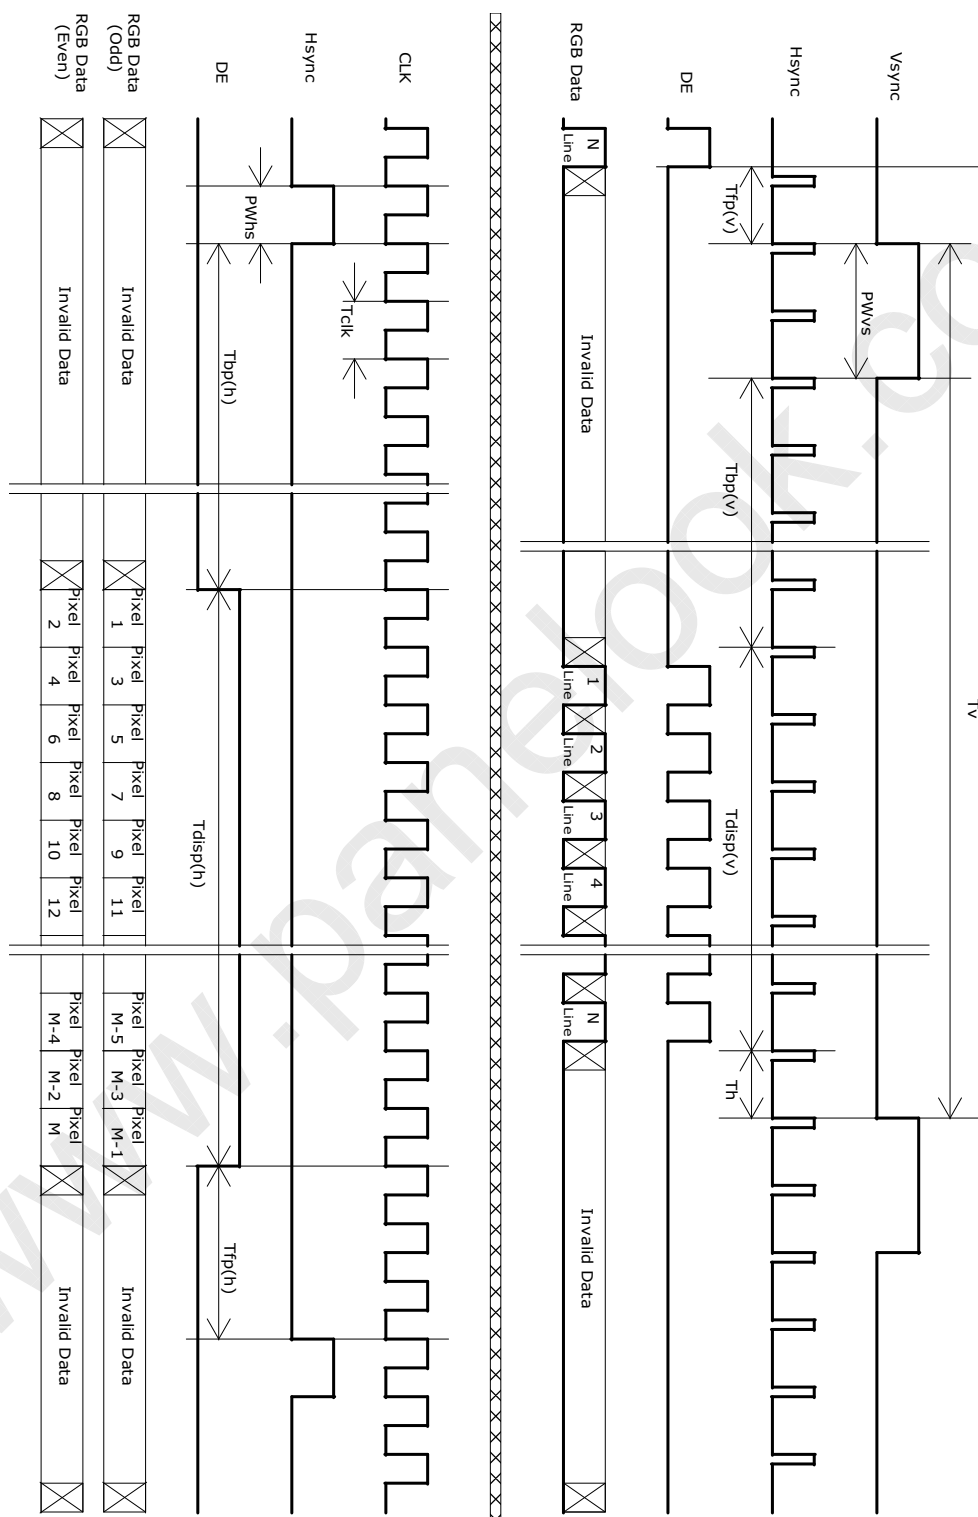 Vsync
Tv
PWvs
Hsync
Tfp(v)
Tbp(v)
Tdisp(v)
Th
DE
RGB Data
Line N
Invalid Data
Line 1
Line 2
Line 3
Line 4
Line N
Invalid Data
CLK
Tclk
Hsync
PWhs
Tbp(h)
DE
Tdisp(h)
Tfp(h)
RGB Data
(Odd)
Invalid Data
Pixel
1
Pixel
3
Pixel
5
Pixel
7
Pixel
9
Pixel
11
Pixel
M-5
Pixel
M-3
Pixel
M-1
Invalid Data
RGB Data
(Even)
Invalid Data
Pixel
2
Pixel
4
Pixel
6
Pixel
8
Pixel
10
Pixel
12
Pixel
M-4
Pixel
M-2
Pixel
M
Invalid Data
www.panelook.co